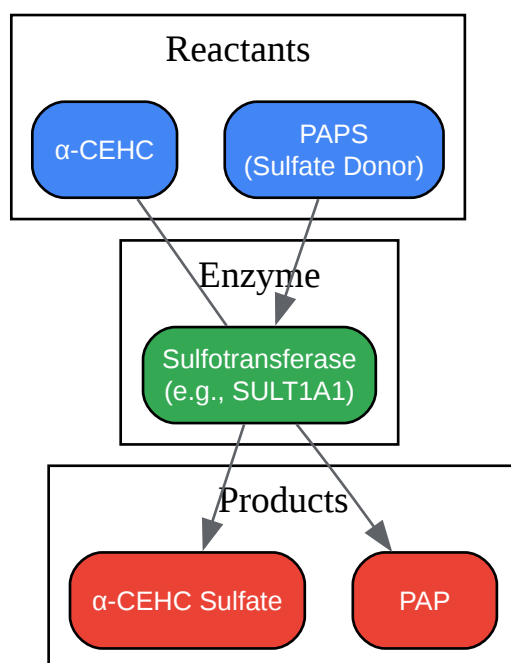 Reactants
α-CEHC
PAPS
(Sulfate Donor)
Enzyme
Sulfotransferase
(e.g., SULT1A1)
Products
α-CEHC Sulfate
PAP